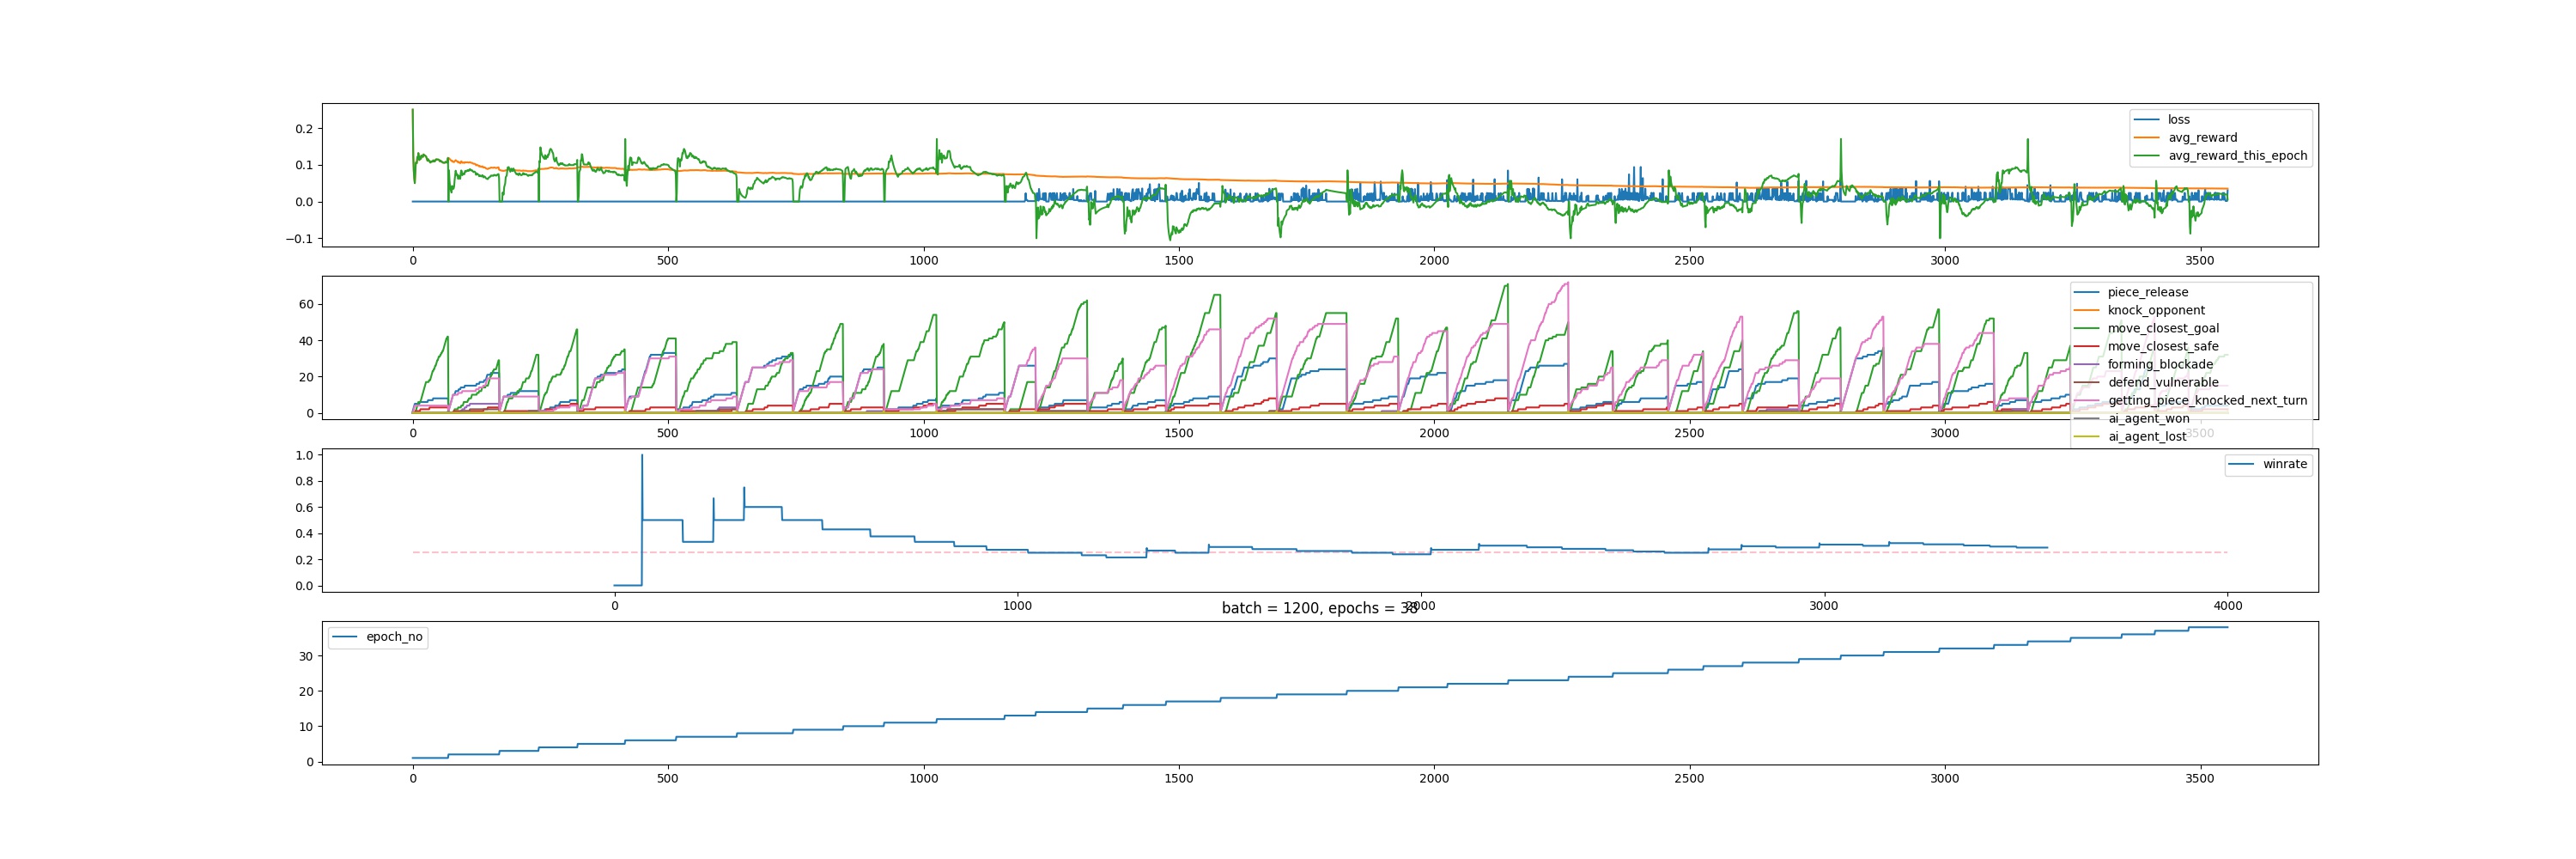 0.2
0.1
0.0
−0.1
loss
avg_reward
avg_reward_this_epoch
0 500 1000 1500 2000 2500 3000 3500
60
40
20
0
piece_release
knock_opponent
move_closest_goal
move_closest_safe
forming_blockade
defend_vulnerable
getting_piece_knocked_next_turn
ai_agent_won
ai_agent_lost
0 500 1000 1500 2000 2500 3000 3500
1.0
0.8
0.6
0.4
0.2
0.0
winrate
0 1000 2000 3000 4000
batch = 1200, epochs = 38
30
20
10
0
epoch_no
0 500 1000 1500 2000 2500 3000 3500